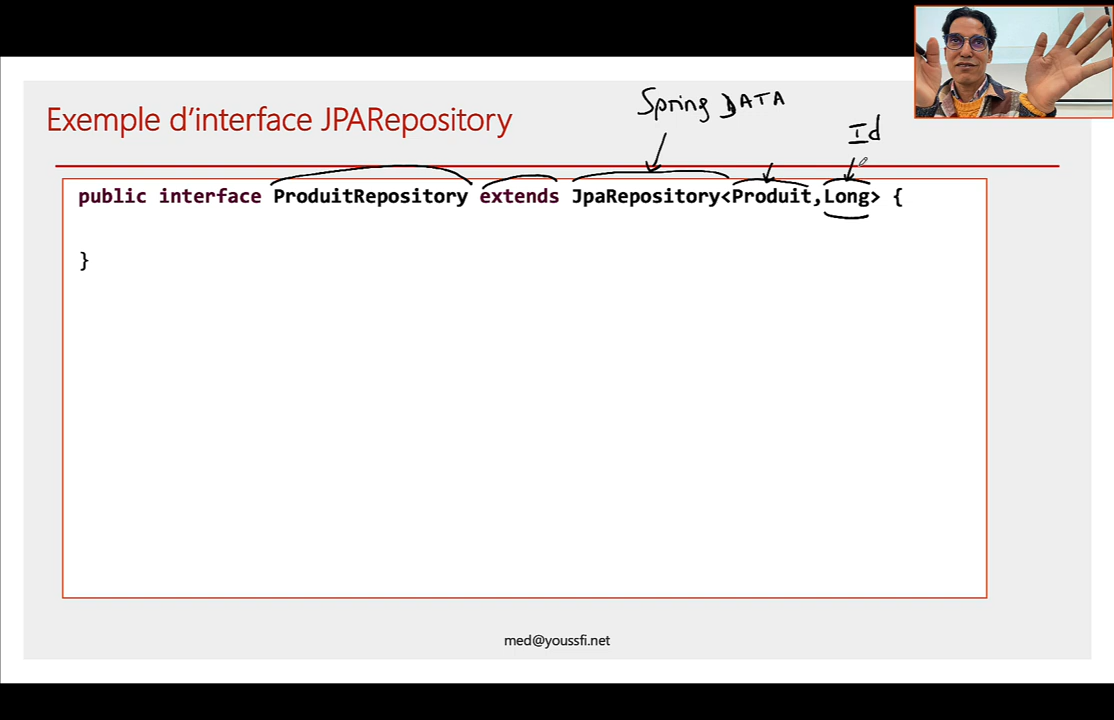 Exemple d'interface JPARepository
Spring DATA
Id
public interface ProduitRepository extends JpaRepository<Produit,Long> {
}
med@youssfi.net